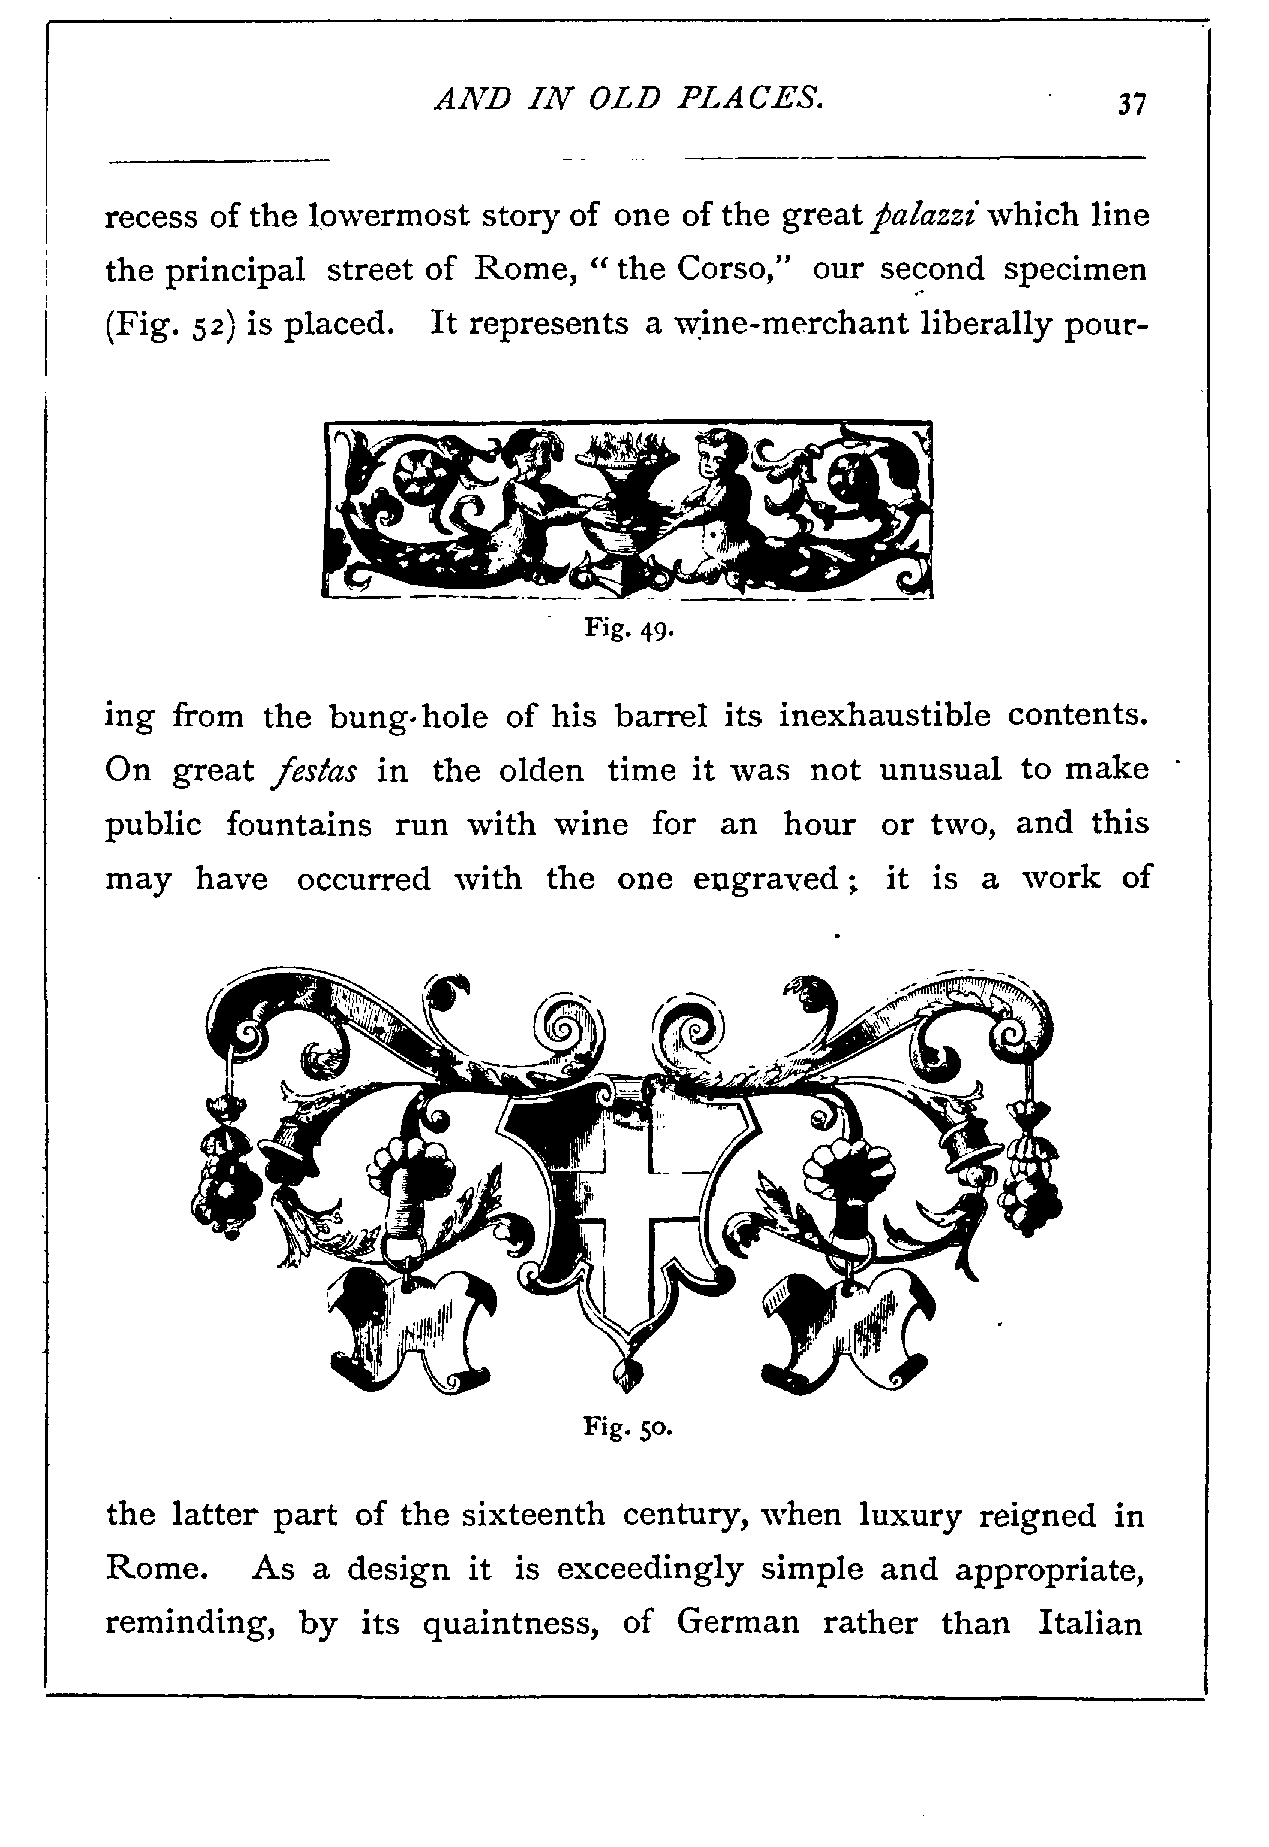 AND IN OLD PLACES. 37
recess of the lowermost story of one of the great palazzi which line
the principal street of Rome, “the Corso,” our second specimen
(Fig. 52) is placed. It represents a wine-merchant liberally pour-
Fig. 49.
ing from the bung-hole of his barrel its inexhaustible contents.
On great festas in the olden time it was not unusual to make
public fountains run with wine for an hour or two, and this
may have occurred with the one engraved; it is a work of
Fig. 50.
the latter part of the sixteenth century, when luxury reigned in
Rome. As a design it is exceedingly simple and appropriate,
reminding, by its quaintness, of German rather than Italian